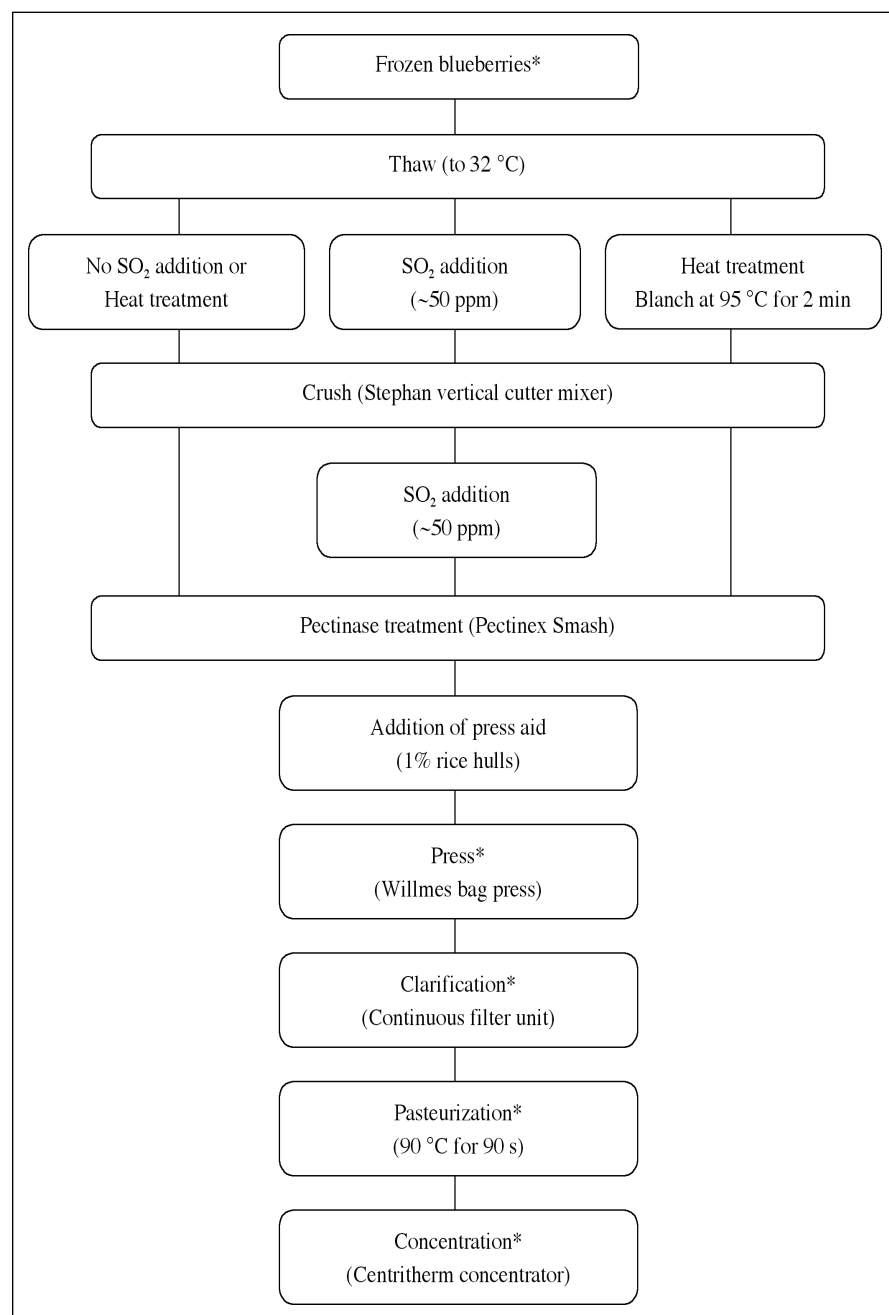 Frozen blueberries*
Thaw (to 32 °C)
No SO₂ addition or
Heat treatment
SO₂ addition
(~50 ppm)
Heat treatment
Blanch at 95 °C for 2 min
Crush (Stephan vertical cutter mixer)
SO₂ addition
(~50 ppm)
Pectinase treatment (Pectinex Smash)
Addition of press aid
(1% rice hulls)
Press*
(Willmes bag press)
Clarification*
(Continuous filter unit)
Pasteurization*
(90 °C for 90 s)
Concentration*
(Centritherm concentrator)